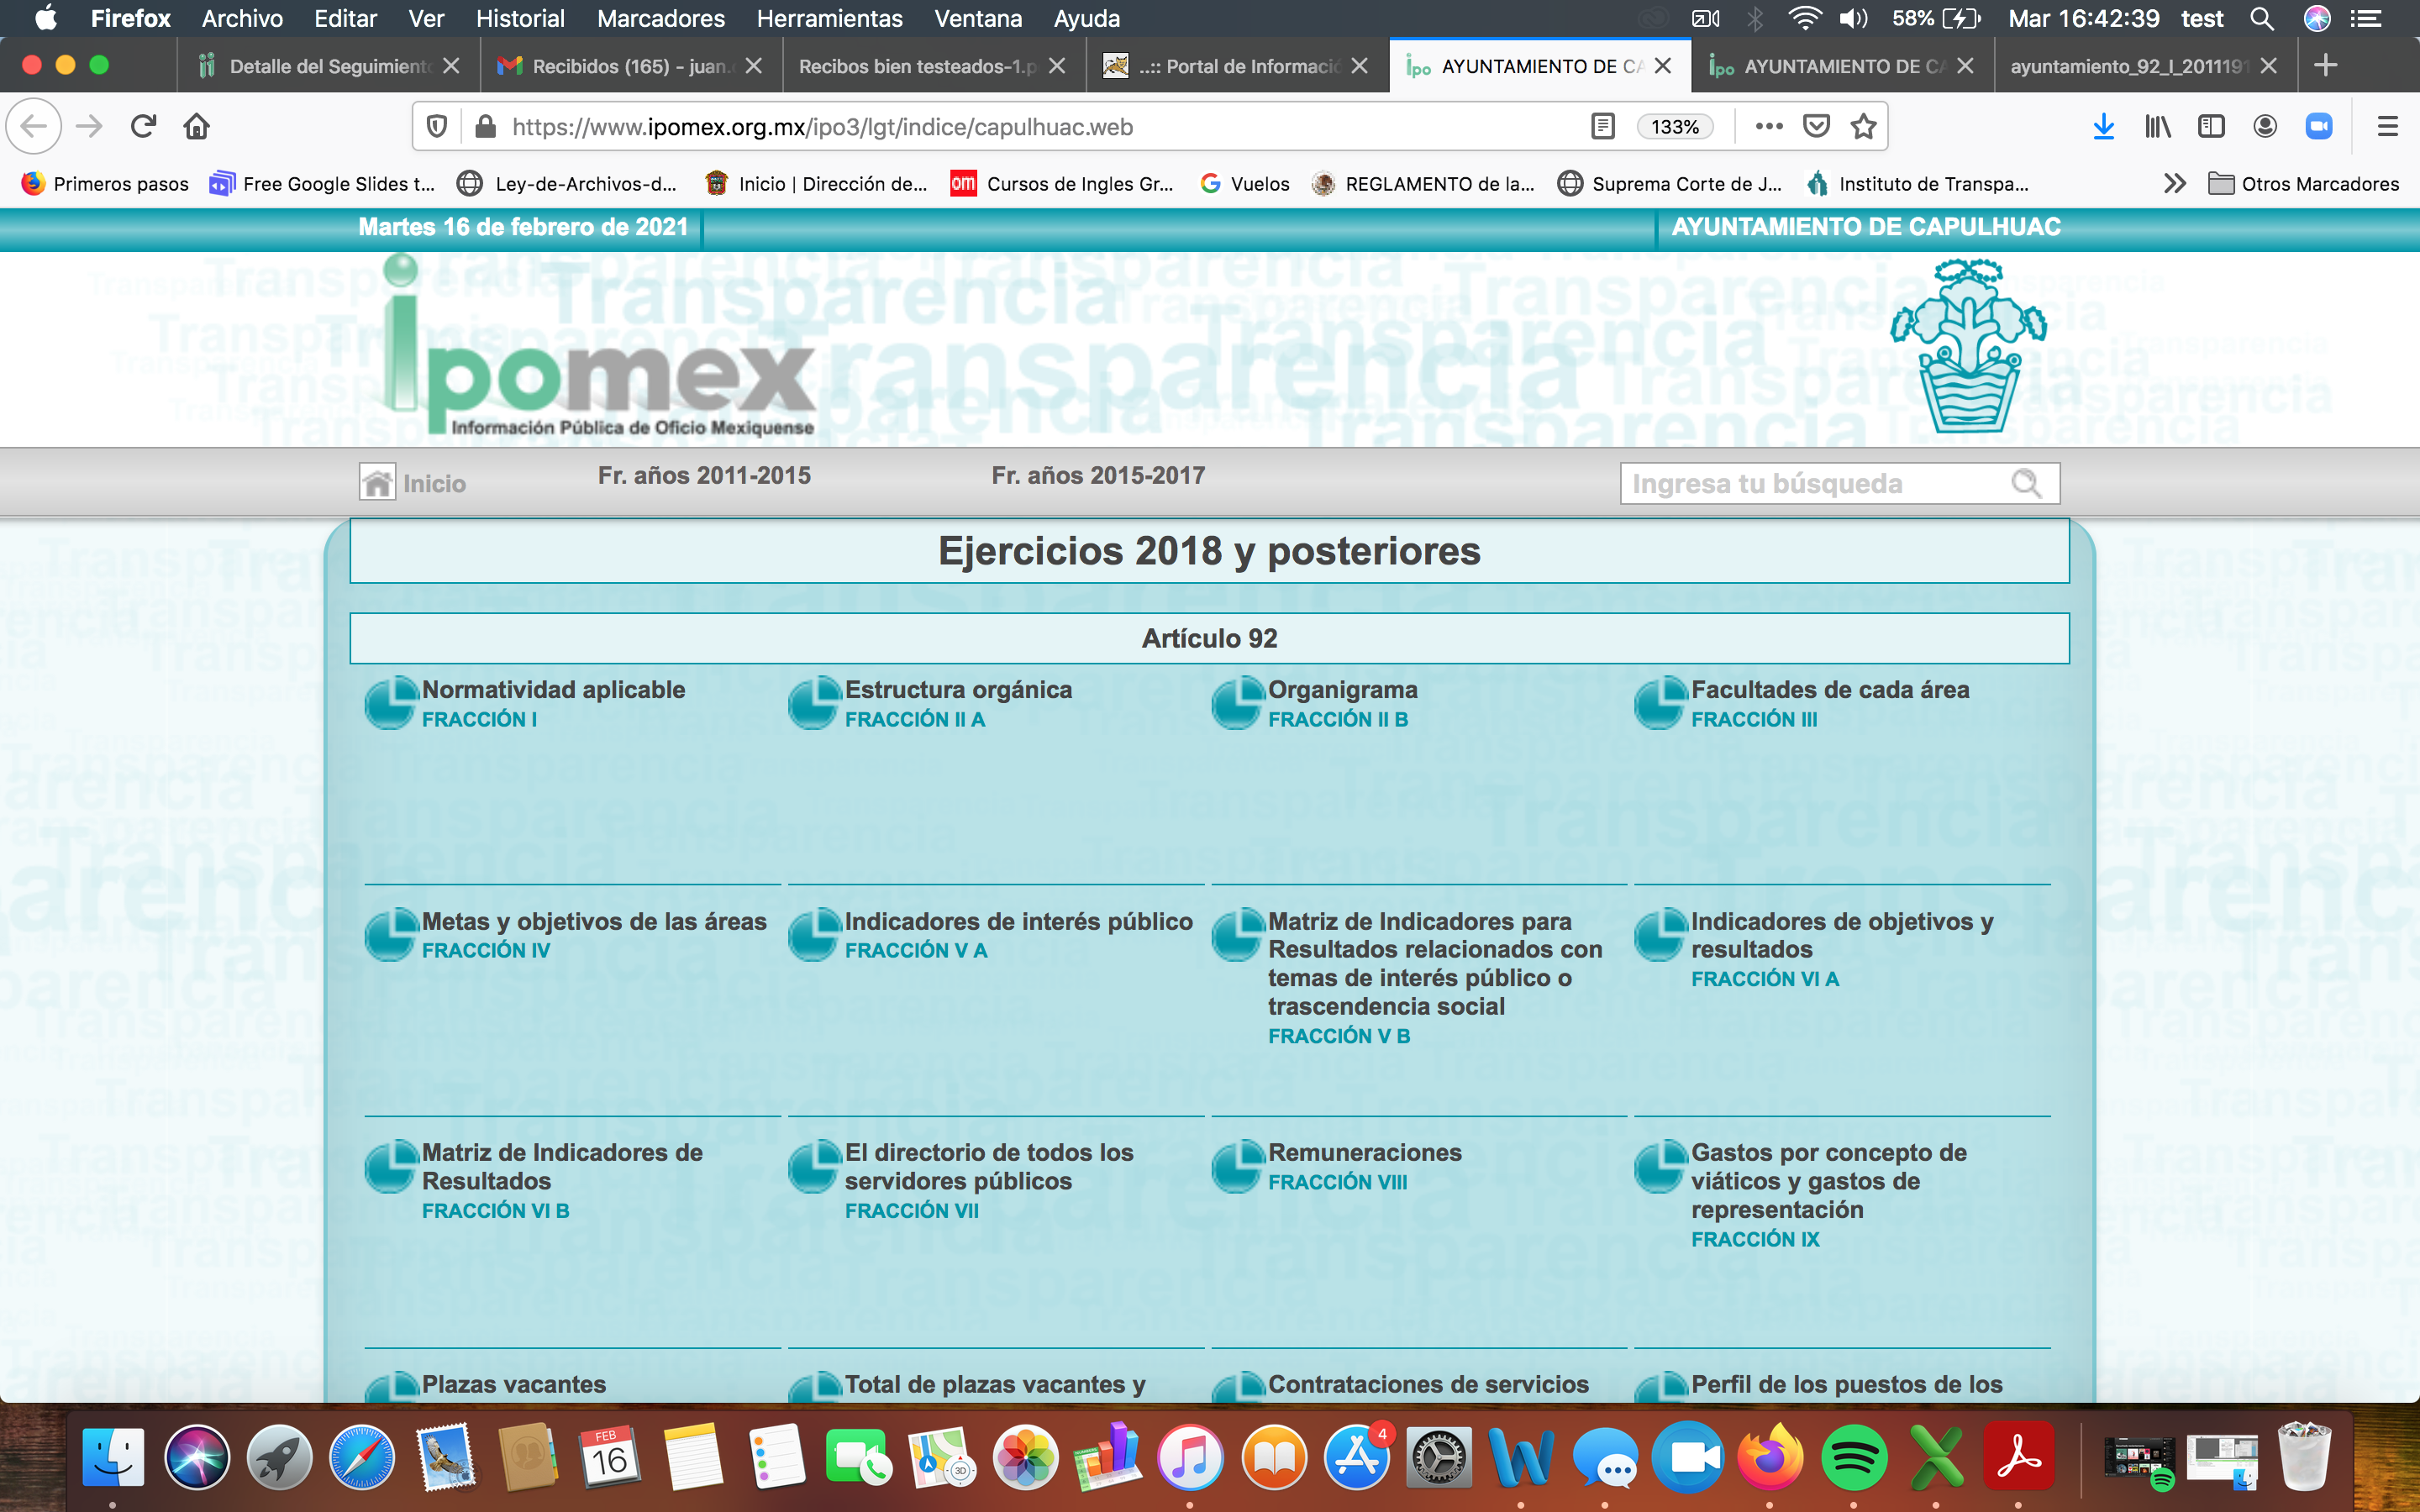 Firefox Archivo Editar Ver Historial Marcadores Herramientas Ventana Ayuda 58% Mar 16:42:39 test
Detalle del Seguimiento Recibidos (165) - juan. Recibos bien testeados-1.p ..:: Portal de Informació AYUNTAMIENTO DE CA AYUNTAMIENTO DE CA ayuntamiento_92_I_2011191
https://www.ipomex.org.mx/ipo3/lgt/indice/capulhuac.web 133%
Primeros pasos Free Google Slides t... Ley-de-Archivos-d... Inicio | Dirección de... Cursos de Ingles Gr... Vuelos REGLAMENTO de la... Suprema Corte de J... Instituto de Transpa... Otros Marcadores
Martes 16 de febrero de 2021 AYUNTAMIENTO DE CAPULHUAC
ipomex
Información Pública de Oficio Mexiquense
Inicio Fr. años 2011-2015 Fr. años 2015-2017 Ingresa tu búsqueda
Ejercicios 2018 y posteriores
Artículo 92
Normatividad aplicable
FRACCIÓN I
Estructura orgánica
FRACCIÓN II A
Organigrama
FRACCIÓN II B
Facultades de cada área
FRACCIÓN III
Metas y objetivos de las áreas
FRACCIÓN IV
Indicadores de interés público
FRACCIÓN V A
Matriz de Indicadores para
Resultados relacionados con
temas de interés público o
trascendencia social
FRACCIÓN V B
Indicadores de objetivos y
resultados
FRACCIÓN VI A
Matriz de Indicadores de
Resultados
FRACCIÓN VI B
El directorio de todos los
servidores públicos
FRACCIÓN VII
Remuneraciones
FRACCIÓN VIII
Gastos por concepto de
viáticos y gastos de
representación
FRACCIÓN IX
Plazas vacantes
Total de plazas vacantes y
Contrataciones de servicios
Perfil de los puestos de los
FEB
16
3D
4